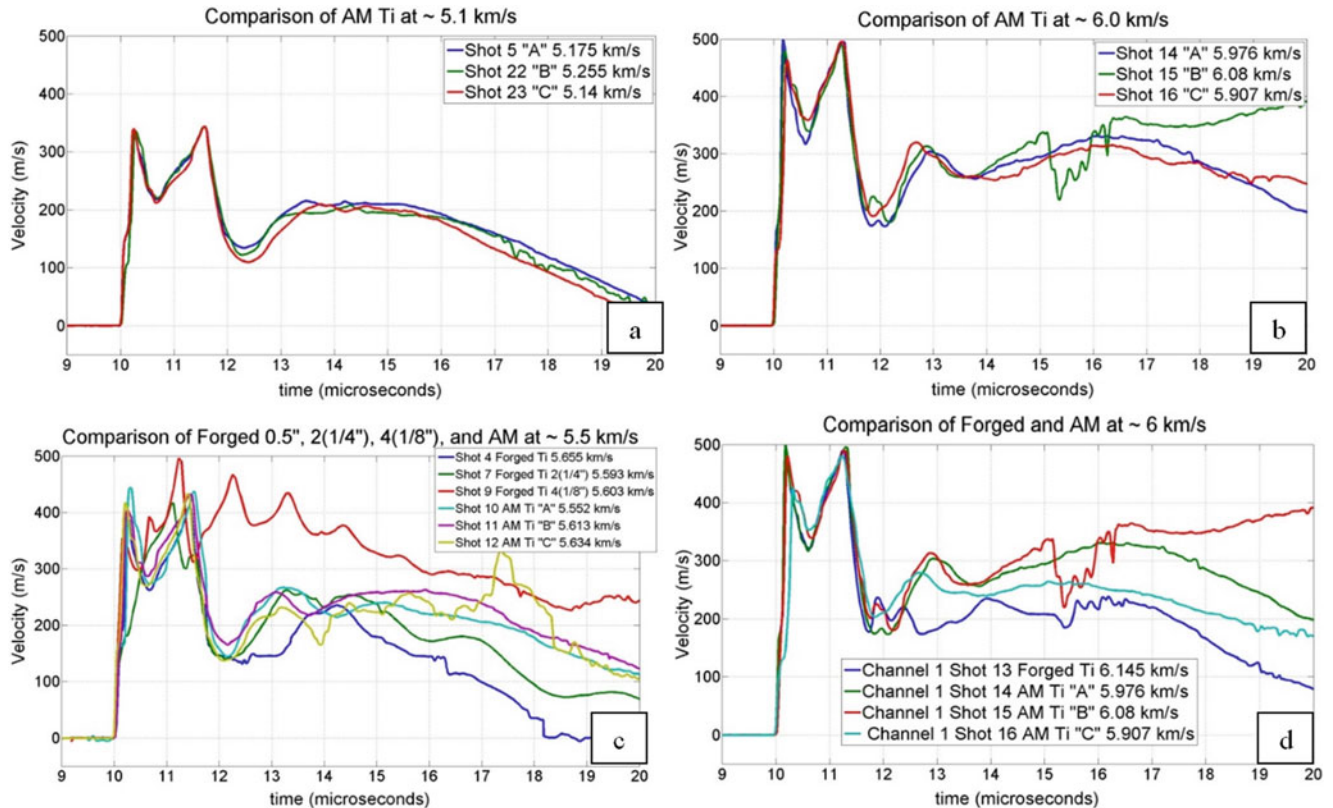 Comparison of AM Ti at ~ 5.1 km/s
500
400
300
200
100
0
Velocity (m/s)
Shot 5 "A" 5.175 km/s
Shot 22 "B" 5.255 km/s
Shot 23 "C" 5.14 km/s
a
9 10 11 12 13 14 15 16 17 18 19 20
time (microseconds)
Comparison of AM Ti at ~ 6.0 km/s
500
400
300
200
100
0
Velocity (m/s)
Shot 14 "A" 5.976 km/s
Shot 15 "B" 6.08 km/s
Shot 16 "C" 5.907 km/s
b
9 10 11 12 13 14 15 16 17 18 19 20
time (microseconds)
Comparison of Forged 0.5", 2(1/4"), 4(1/8"), and AM at ~ 5.5 km/s
500
400
300
200
100
0
Velocity (m/s)
Shot 4 Forged Ti 5.655 km/s
Shot 7 Forged Ti 2(1/4") 5.593 km/s
Shot 9 Forged Ti 4(1/8") 5.603 km/s
Shot 10 AM Ti "A" 5.552 km/s
Shot 11 AM Ti "B" 5.613 km/s
Shot 12 AM Ti "C" 5.634 km/s
c
9 10 11 12 13 14 15 16 17 18 19 20
time (microseconds)
Comparison of Forged and AM at ~ 6 km/s
500
400
300
200
100
0
Velocity (m/s)
Channel 1 Shot 13 Forged Ti 6.145 km/s
Channel 1 Shot 14 AM Ti "A" 5.976 km/s
Channel 1 Shot 15 AM Ti "B" 6.08 km/s
Channel 1 Shot 16 AM Ti "C" 5.907 km/s
d
9 10 11 12 13 14 15 16 17 18 19 20
time (microseconds)